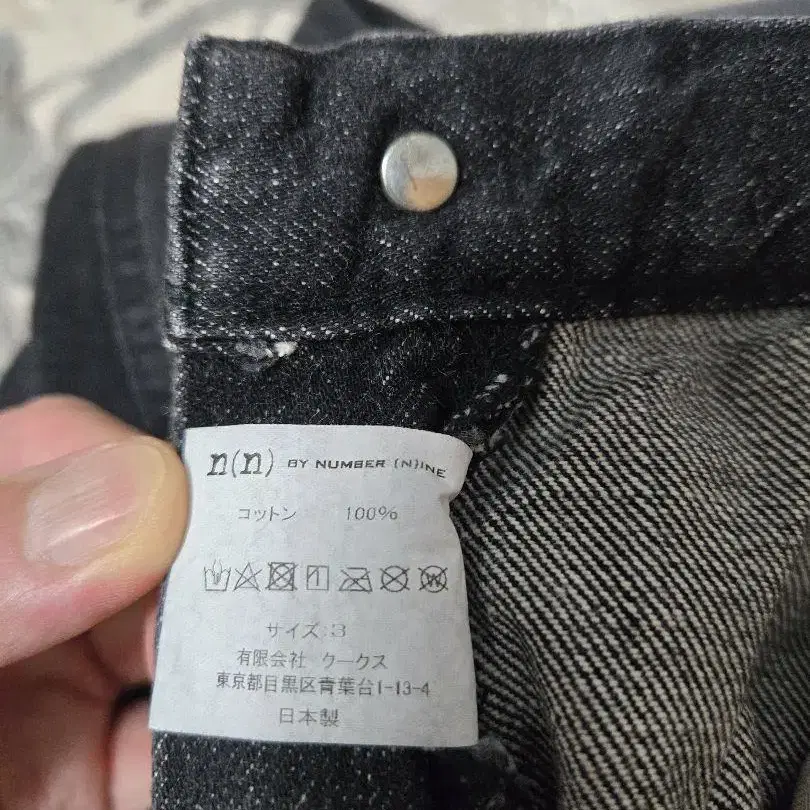 n(n) BY NUMBER (N)INE
コットン 100%
サイズ:3
有限会社 クークス
東京都目黒区青葉台1-13-4
日本製